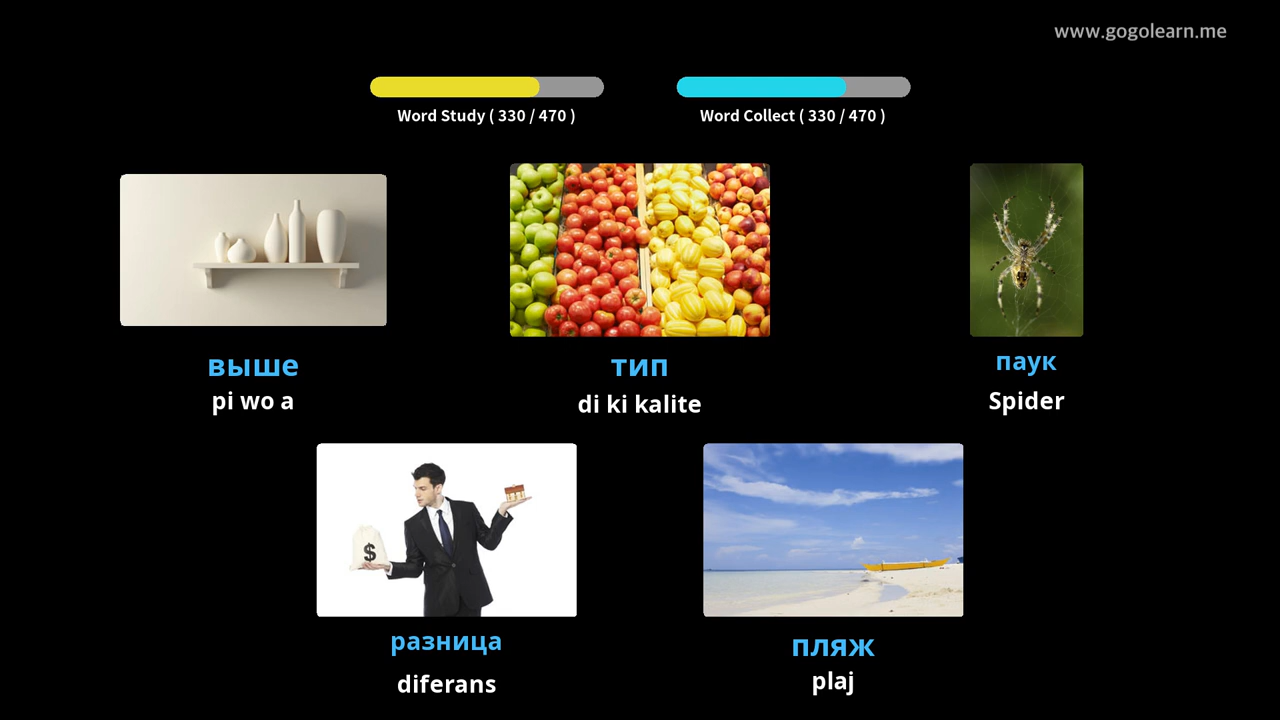 www.gogolearn.me
Word Study ( 330 / 470 )
Word Collect ( 330 / 470 )
выше
pi wo a
тип
di ki kalite
паук
Spider
$
разница
diferans
пляж
plaj